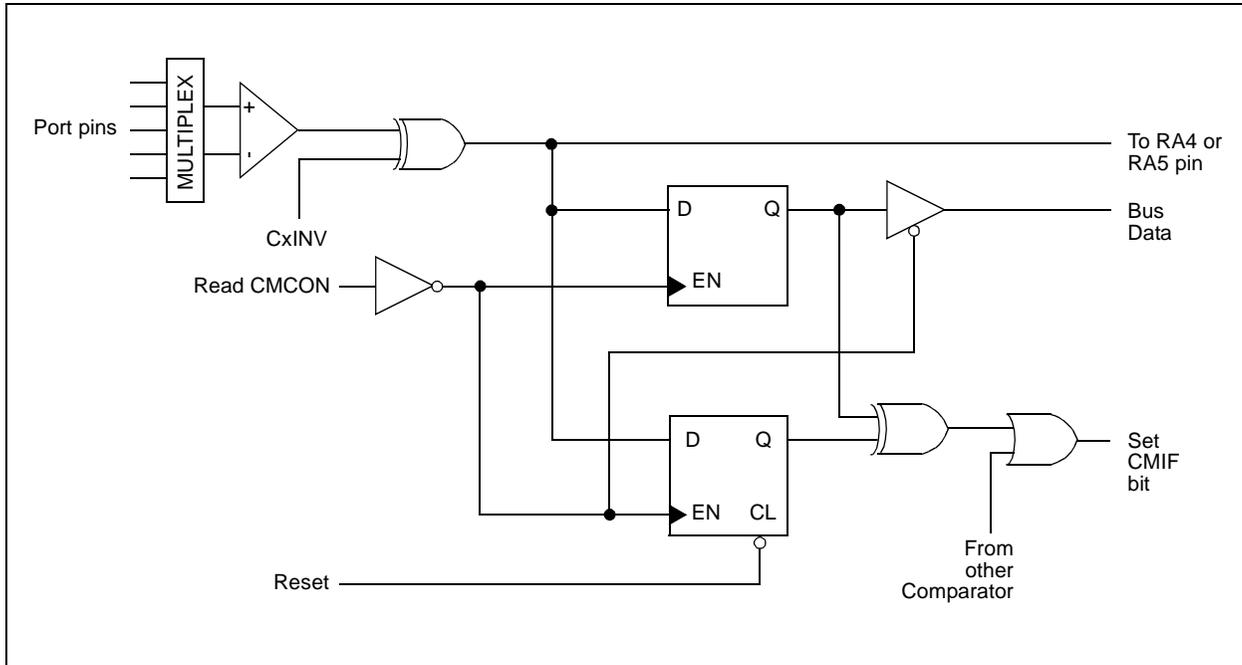 MULTIPLEX
+
-
Port pins
CxINV
To RA4 or
RA5 pin
D
Q
EN
Bus
Data
Read CMCON
D
Q
EN
CL
Set
CMIF
bit
From
other
Comparator
Reset